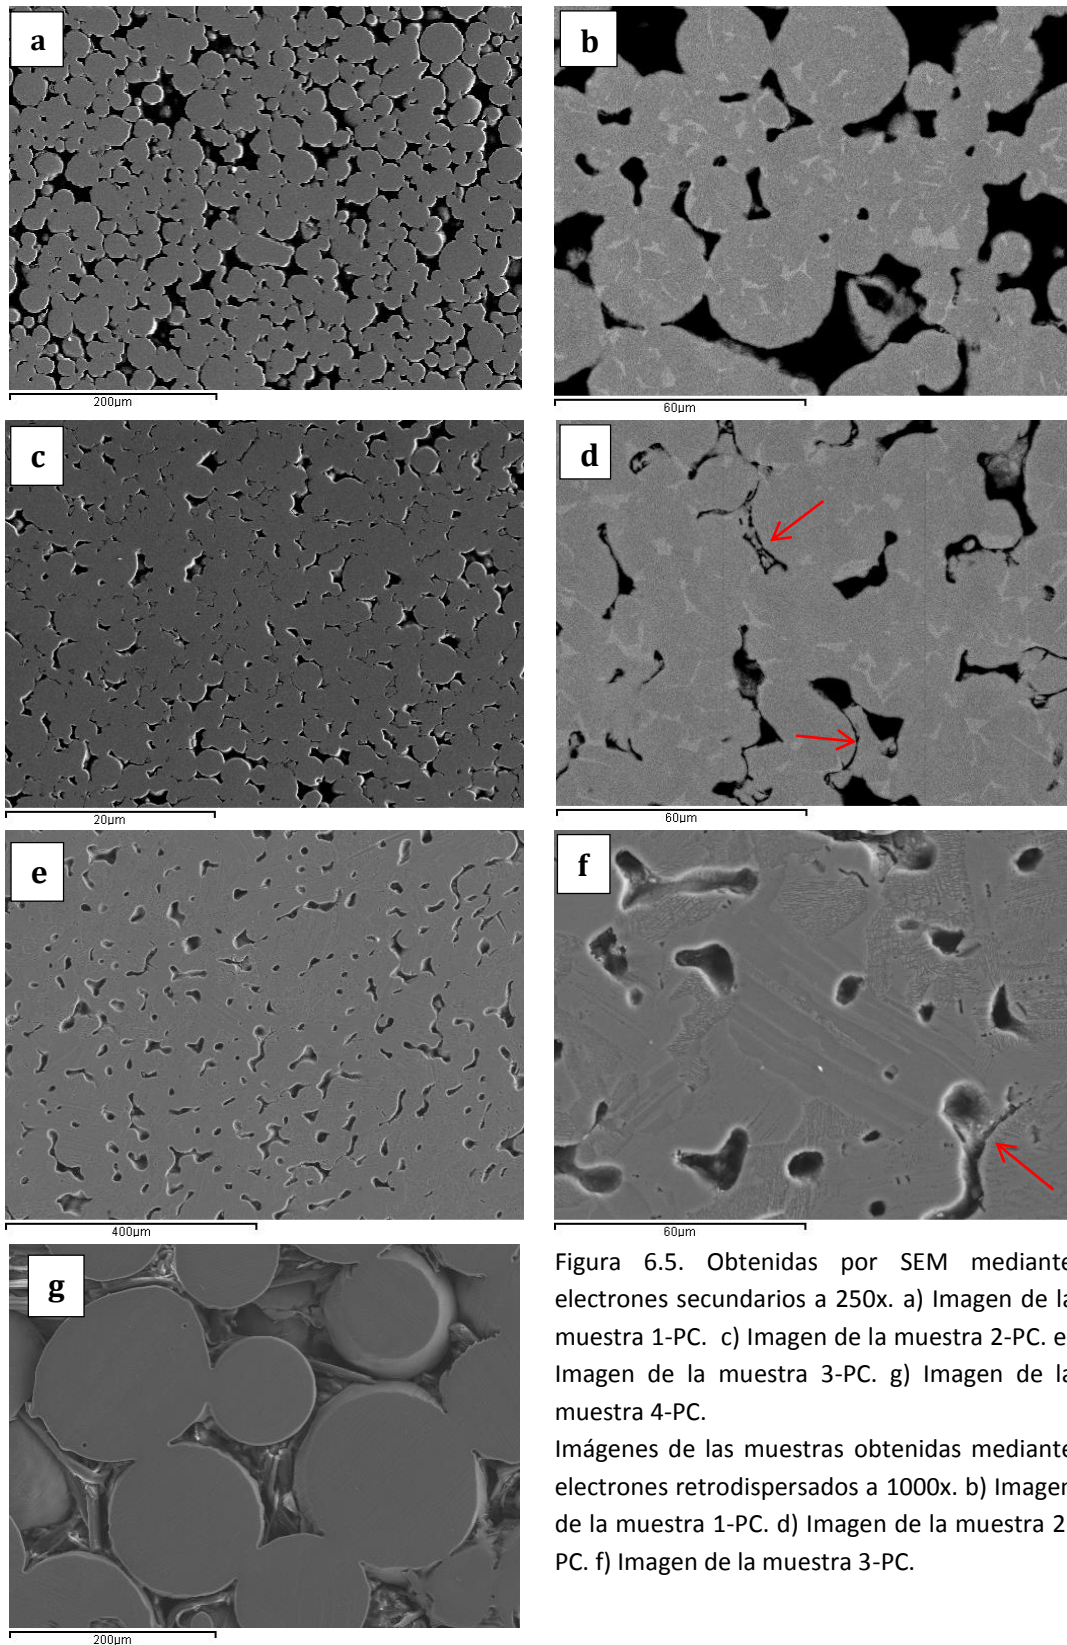 a
b
200µm
60µm
c
d
20µm
60µm
e
f
400µm
60µm
g
200µm
Figura 6.5. Obtenidas por SEM mediante
electrones secundarios a 250x. a) Imagen de la
muestra 1-PC. c) Imagen de la muestra 2-PC. e
Imagen de la muestra 3-PC. g) Imagen de la
muestra 4-PC.
Imágenes de las muestras obtenidas mediante
electrones retrodispersados a 1000x. b) Imagen
de la muestra 1-PC. d) Imagen de la muestra 2
PC. f) Imagen de la muestra 3-PC.